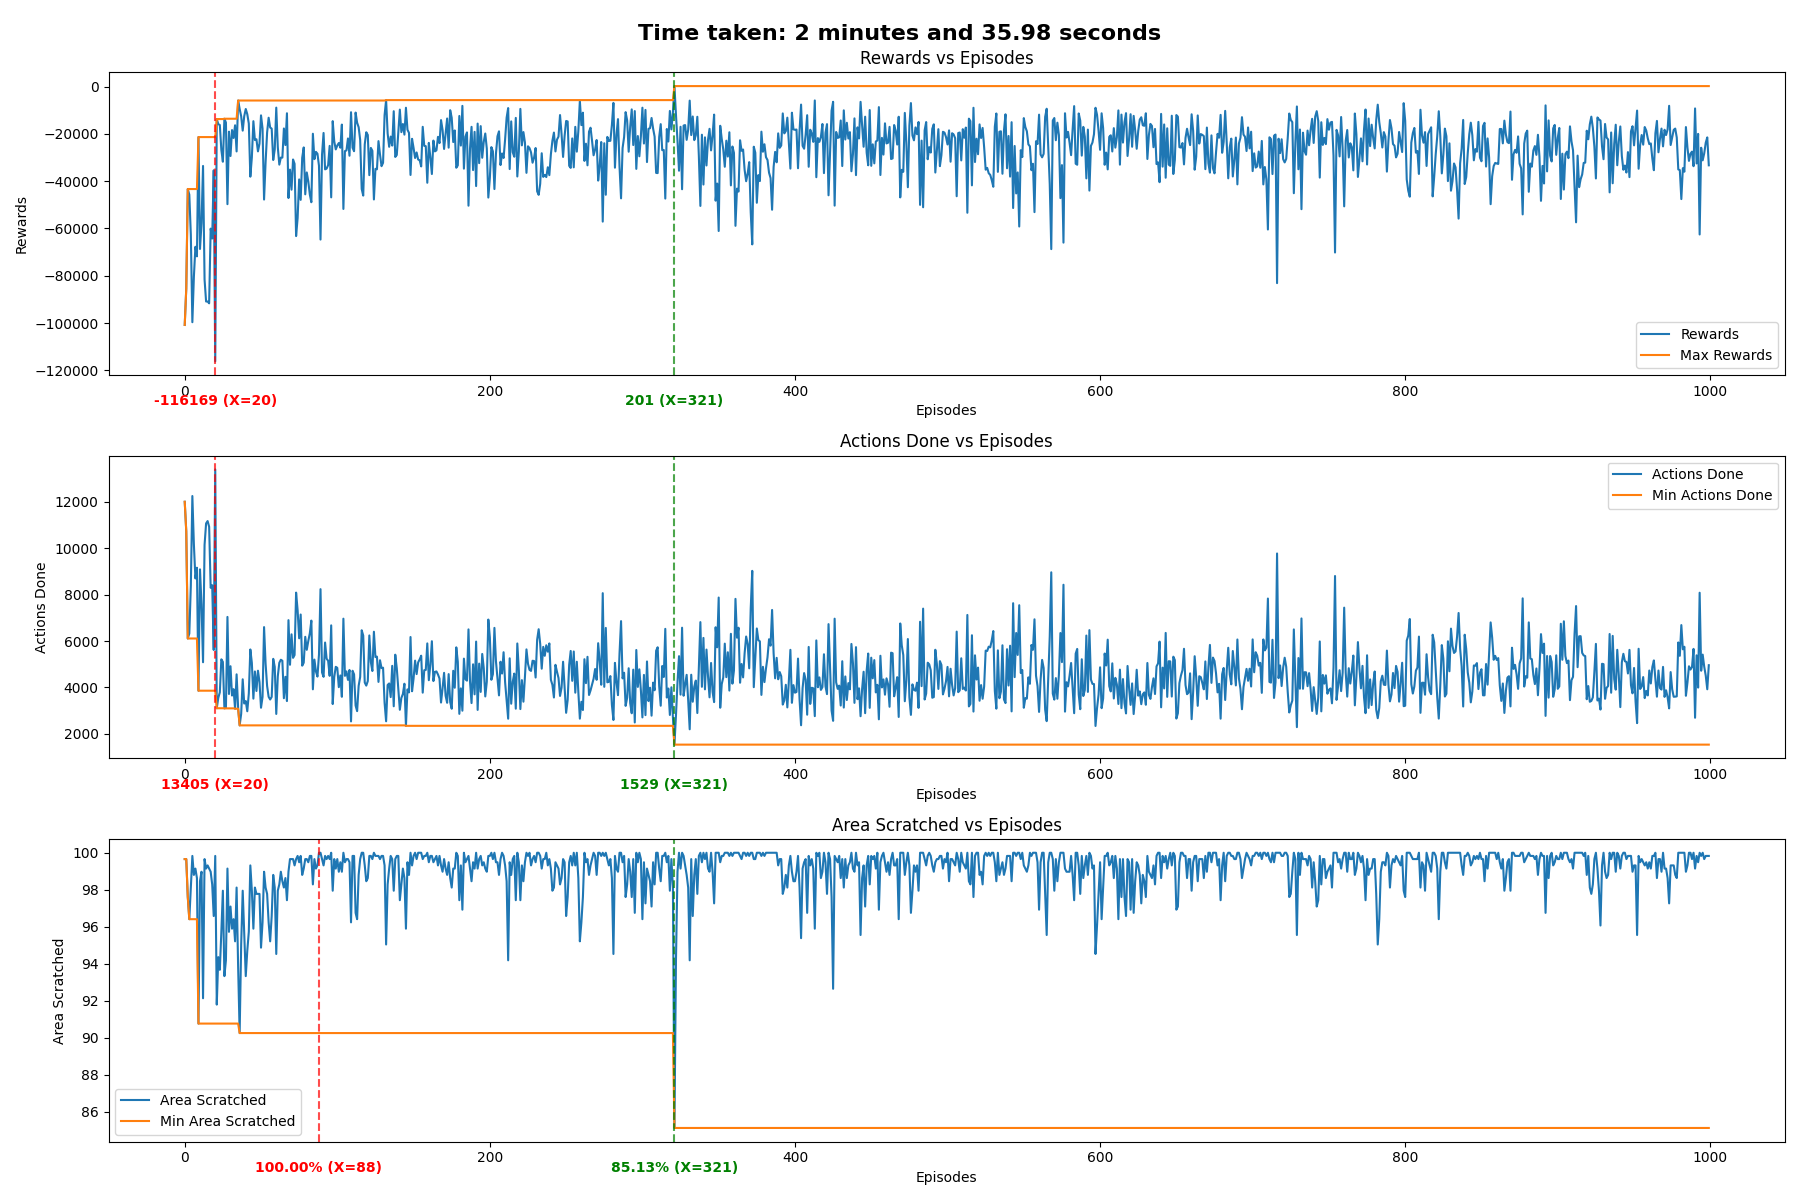 Time taken: 2 minutes and 35.98 seconds
Rewards vs Episodes
0
−20000
−40000
−60000
−80000
−100000
−120000
Rewards
Rewards
Max Rewards
0
200
400
600
800
1000
-116169 (X=20)
201 (X=321)
Episodes
Actions Done vs Episodes
12000
10000
8000
6000
4000
2000
Actions Done
Actions Done
Min Actions Done
0
200
400
600
800
1000
13405 (X=20)
1529 (X=321)
Episodes
Area Scratched vs Episodes
100
98
96
94
92
90
88
86
Area Scratched
Area Scratched
Min Area Scratched
0
200
400
600
800
1000
100.00% (X=88)
85.13% (X=321)
Episodes